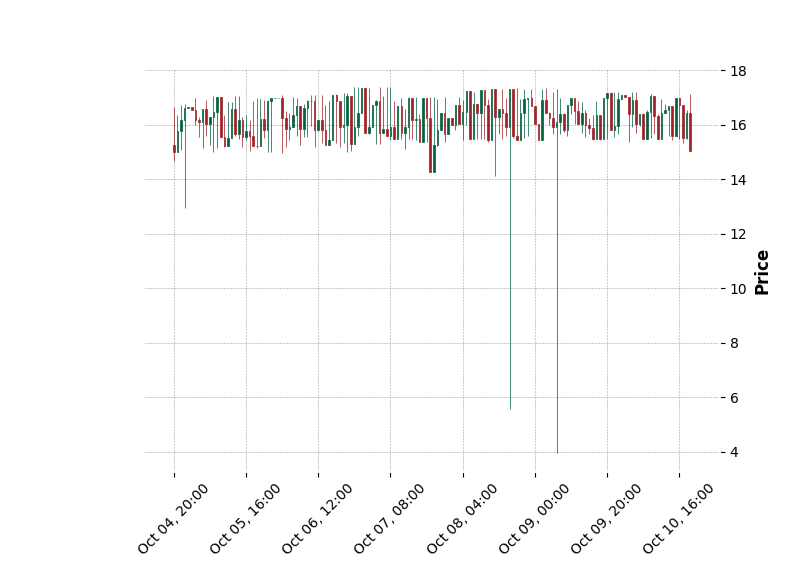 18
16
14
12
10
8
6
4
Price
Oct 04, 20:00
Oct 05, 16:00
Oct 06, 12:00
Oct 07, 08:00
Oct 08, 04:00
Oct 09, 00:00
Oct 09, 20:00
Oct 10, 16:00